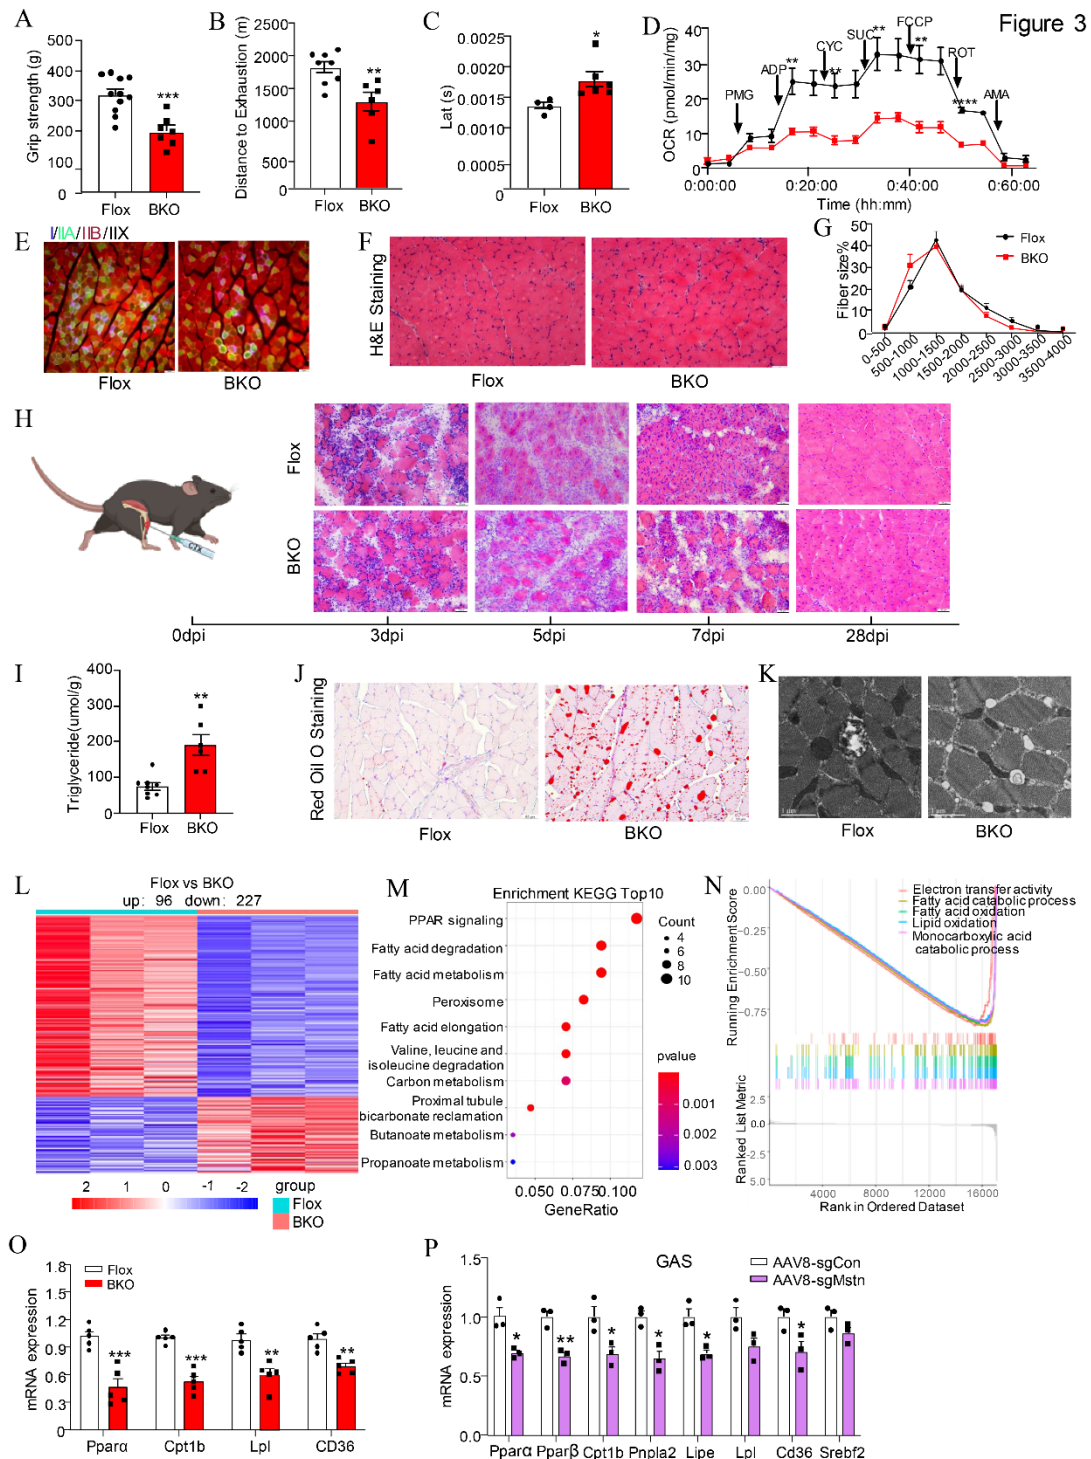 Figure 3
A
500
400
300
200
100
0
Grip strength (g)
***
Flox
BKO
B
2500
2000
1500
1000
500
0
Distance to Exhaustion (m)
**
Flox
BKO
C
0.0025
0.0020
0.0015
0.0010
0.0005
0.0000
Lat (s)
*
Flox
BKO
D
40
30
20
10
0
OCR (pmol/min/mg)
PMG
ADP
**
CYC
**
SUC
**
FCCP
**
ROT
****
AMA
0:00:00
0:20:00
0:40:00
0:60:00
Time (hh:mm)
E
I/IIA/IIB/IIX
Flox
BKO
F
H&E Staining
Flox
BKO
G
50
40
30
20
10
0
Fiber size%
Flox
BKO
0-500
500-1000
1000-1500
1500-2000
2000-2500
2500-3000
3000-3500
3500-4000
H
CTX
Flox
BKO
0dpi
3dpi
5dpi
7dpi
28dpi
I
400
300
200
100
0
Triglyceride(umol/g)
**
Flox
BKO
J
Red Oil O Staining
Flox
BKO
K
1 μm
1 μm
Flox
BKO
L
Flox vs BKO
up: 96 down: 227
2 1 0 -1 -2
group
Flox
BKO
M
Enrichment KEGG Top10
PPAR signaling
Fatty acid degradation
Fatty acid metabolism
Peroxisome
Fatty acid elongation
Valine, leucine and
isoleucine degradation
Carbon metabolism
Proximal tubule
bicarbonate reclamation
Butanoate metabolism
Propanoate metabolism
0.050
0.075
0.100
GeneRatio
Count
4
6
8
10
pvalue
0.001
0.002
0.003
N
0.00
−0.25
−0.50
−0.75
Running Enrichment Score
Electron transfer activity
Fatty acid catabolic process
Fatty acid oxidation
Lipid oxidation
Monocarboxylic acid
catabolic process
2.5
0.0
−2.5
5.0
Ranked List Metric
4000
8000
12000
16000
Rank in Ordered Dataset
O
1.8
1.5
1.2
0.9
0.6
0.3
0
mRNA expression
Flox
BKO
***
***
**
**
Pparα
Cpt1b
Lpl
CD36
P
GAS
AAV8-sgCon
AAV8-sgMstn
1.5
1.0
0.5
0.0
mRNA expression
*
**
*
*
*
*
Pparα
Pparβ
Cpt1b
Pnpla2
Lipe
Lpl
Cd36
Srebf2